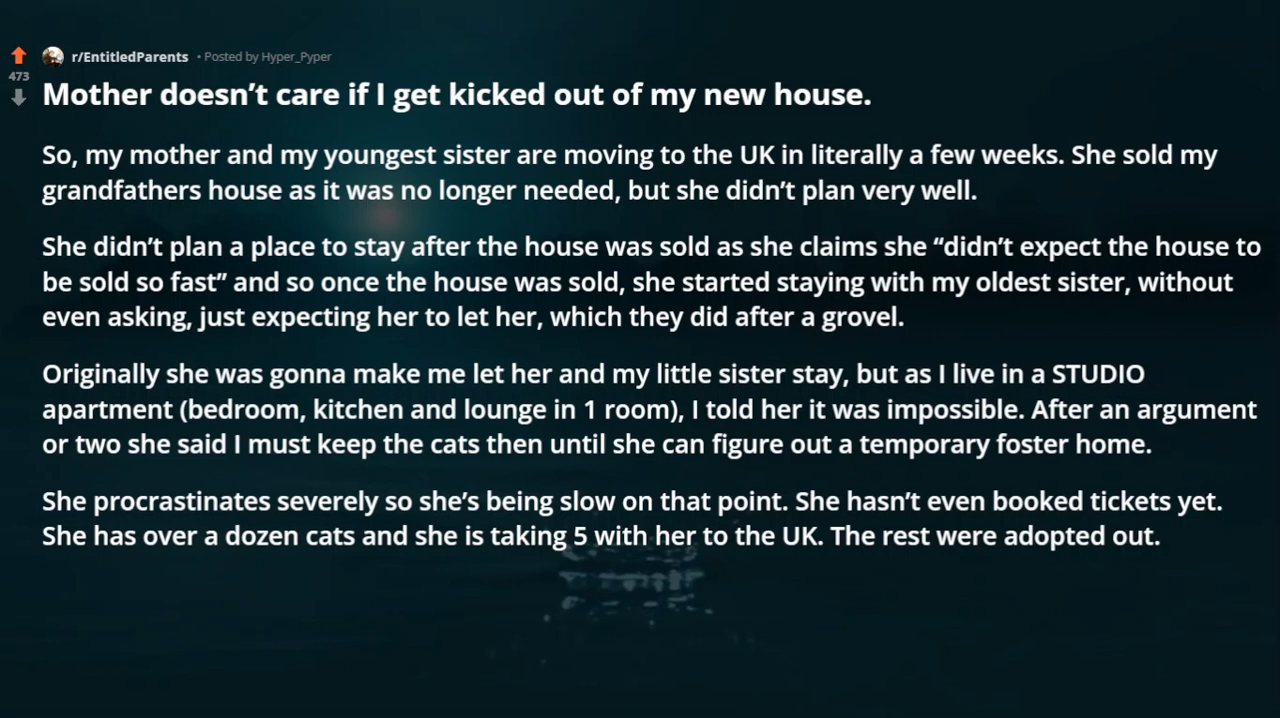 r/EntitledParents • Posted by Hyper_Pyper
473
Mother doesn’t care if I get kicked out of my new house.
So, my mother and my youngest sister are moving to the UK in literally a few weeks. She sold my
grandfathers house as it was no longer needed, but she didn’t plan very well.
She didn’t plan a place to stay after the house was sold as she claims she “didn’t expect the house to
be sold so fast” and so once the house was sold, she started staying with my oldest sister, without
even asking, just expecting her to let her, which they did after a grovel.
Originally she was gonna make me let her and my little sister stay, but as I live in a STUDIO
apartment (bedroom, kitchen and lounge in 1 room), I told her it was impossible. After an argument
or two she said I must keep the cats then until she can figure out a temporary foster home.
She procrastinates severely so she’s being slow on that point. She hasn’t even booked tickets yet.
She has over a dozen cats and she is taking 5 with her to the UK. The rest were adopted out.